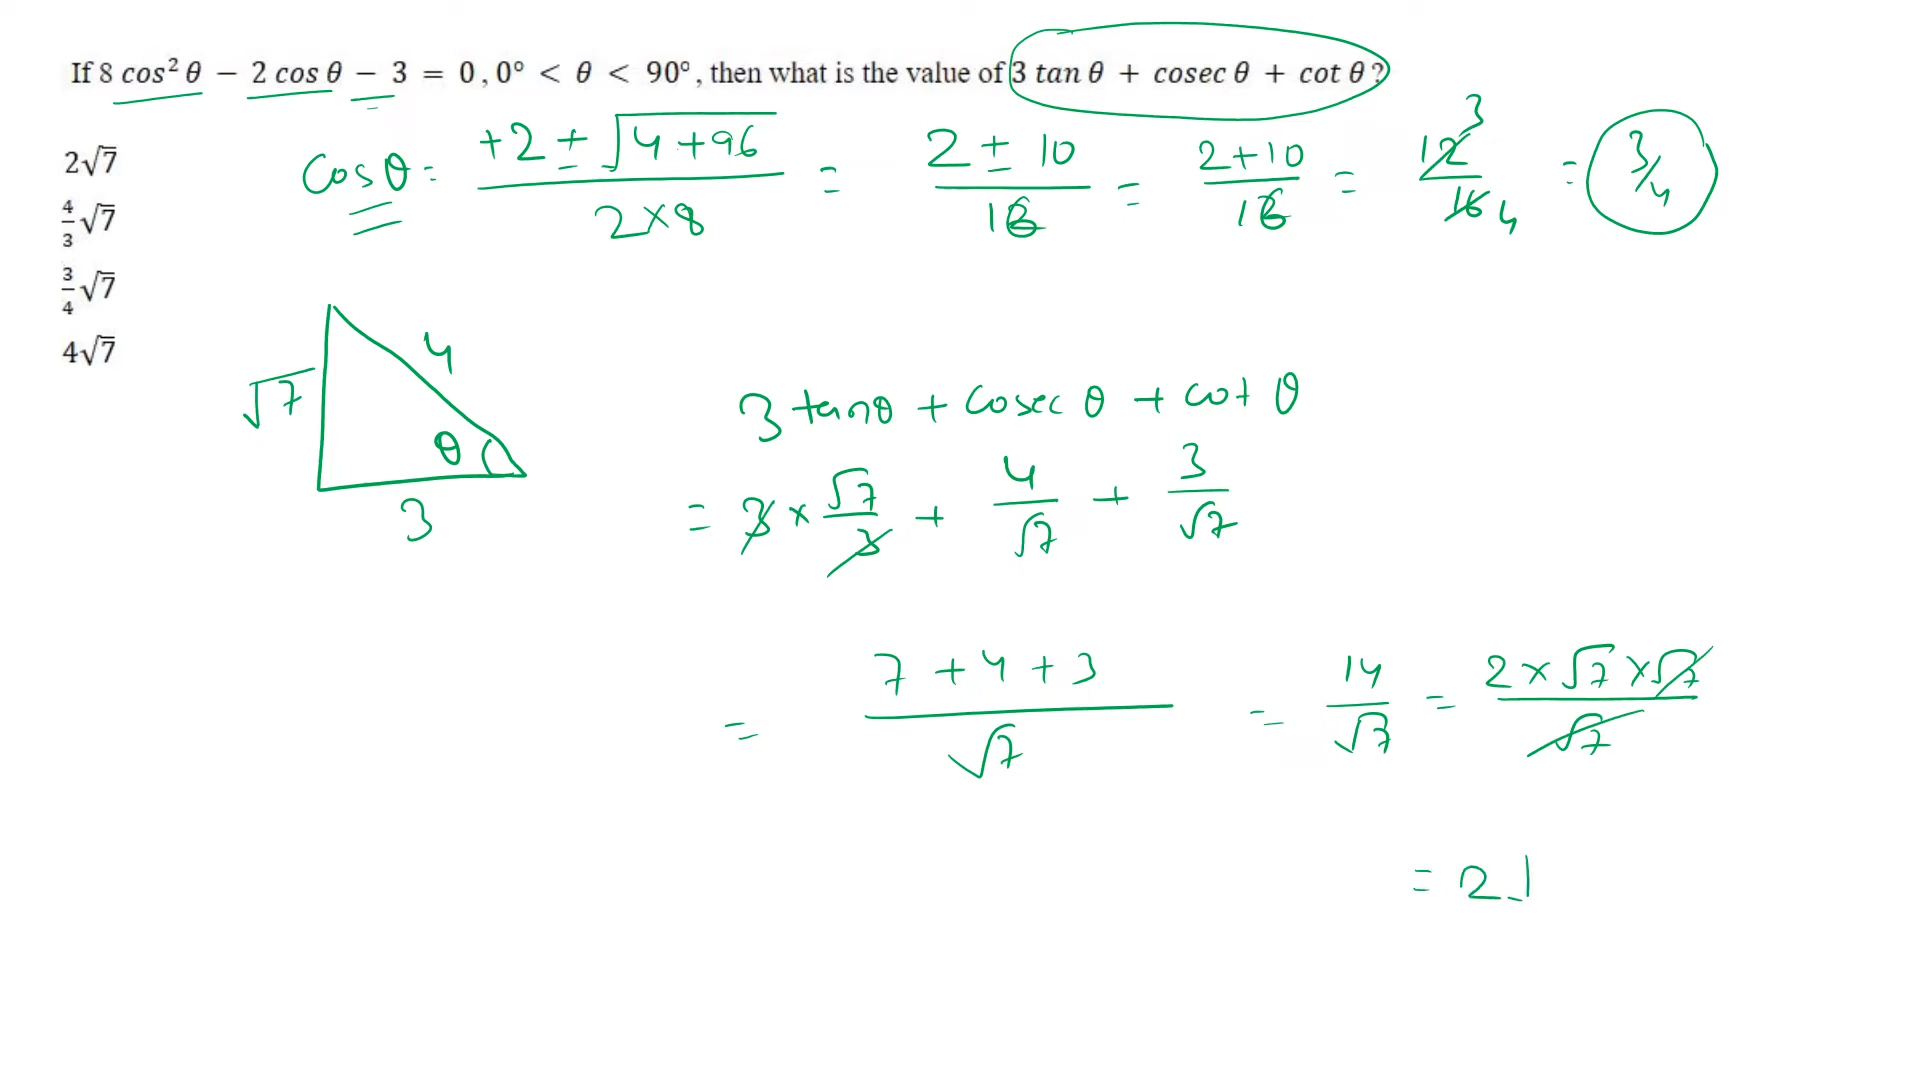 If 8 cos² θ − 2 cos θ − 3 = 0, 0° < θ < 90°, then what is the value of 3 tan θ + cosec θ + cot θ ?
2√7
4/3 √7
3/4 √7
4√7
Cos θ = (+2 ± √(4 + 96)) / (2 × 8) = (2 ± 10) / 16 = (2 + 10) / 16 = 12 3 / 16 4 = 3/4
√7
4
θ
3
3 tan θ + Cosec θ + Cot θ
= 3 × √7/3 + 4/√7 + 3/√7
= (7 + 4 + 3) / √7 = 14/√7 = (2 × √7 × √7) / √7
= 2